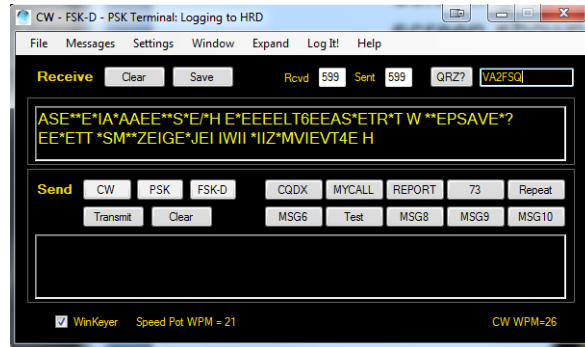 CW - FSK-D - PSK Terminal: Logging to HRD
File Messages Settings Window Expand Log It! Help
Receive Clear Save Rcvd 599 Sent 599 QRZ? VA2FSQ
ASE**E*IA*AAEE**S*E/*H E*EEEELT6EEAS*ETR*T W **EPSAVE*?
EE*ETT *SM**ZEIGE*JEI IWII *IIZ*MVIEVT4E H
Send CW PSK FSK-D CQDX MYCALL REPORT 73 Repeat
Transmit Clear MSG6 Test MSG8 MSG9 MSG10
WinKeyer Speed Pot WPM = 21 CW WPM=26